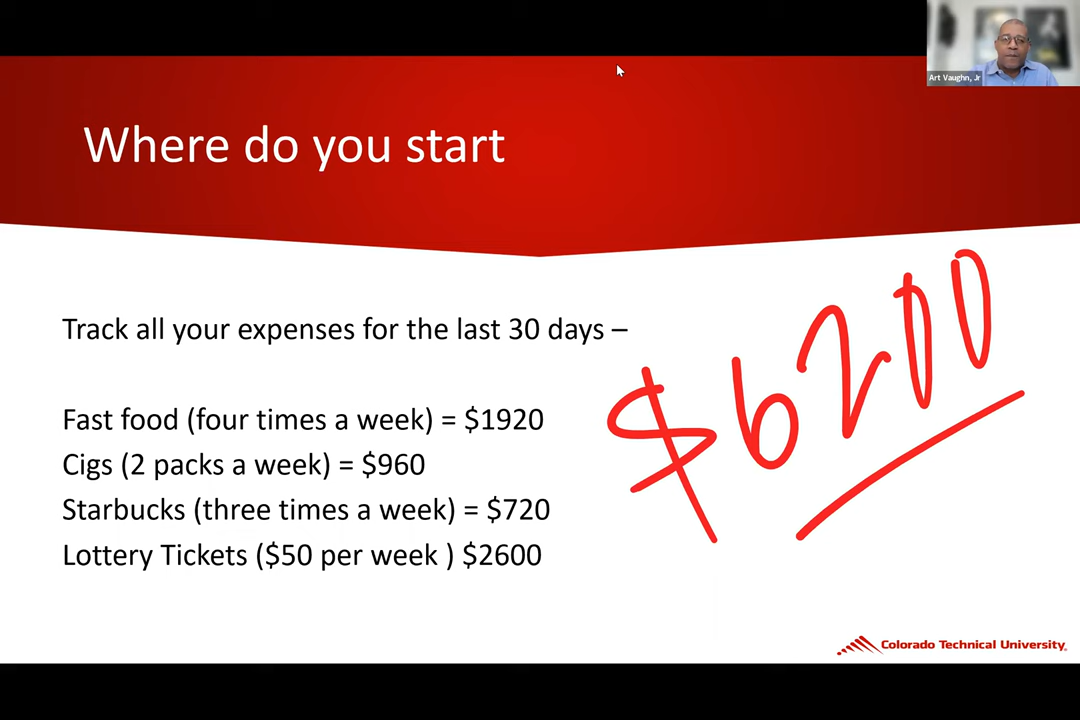 Art Vaughn, Jr
Where do you start
Track all your expenses for the last 30 days –
$6200
Fast food (four times a week) = $1920
Cigs (2 packs a week) = $960
Starbucks (three times a week) = $720
Lottery Tickets ($50 per week ) $2600
Colorado Technical University